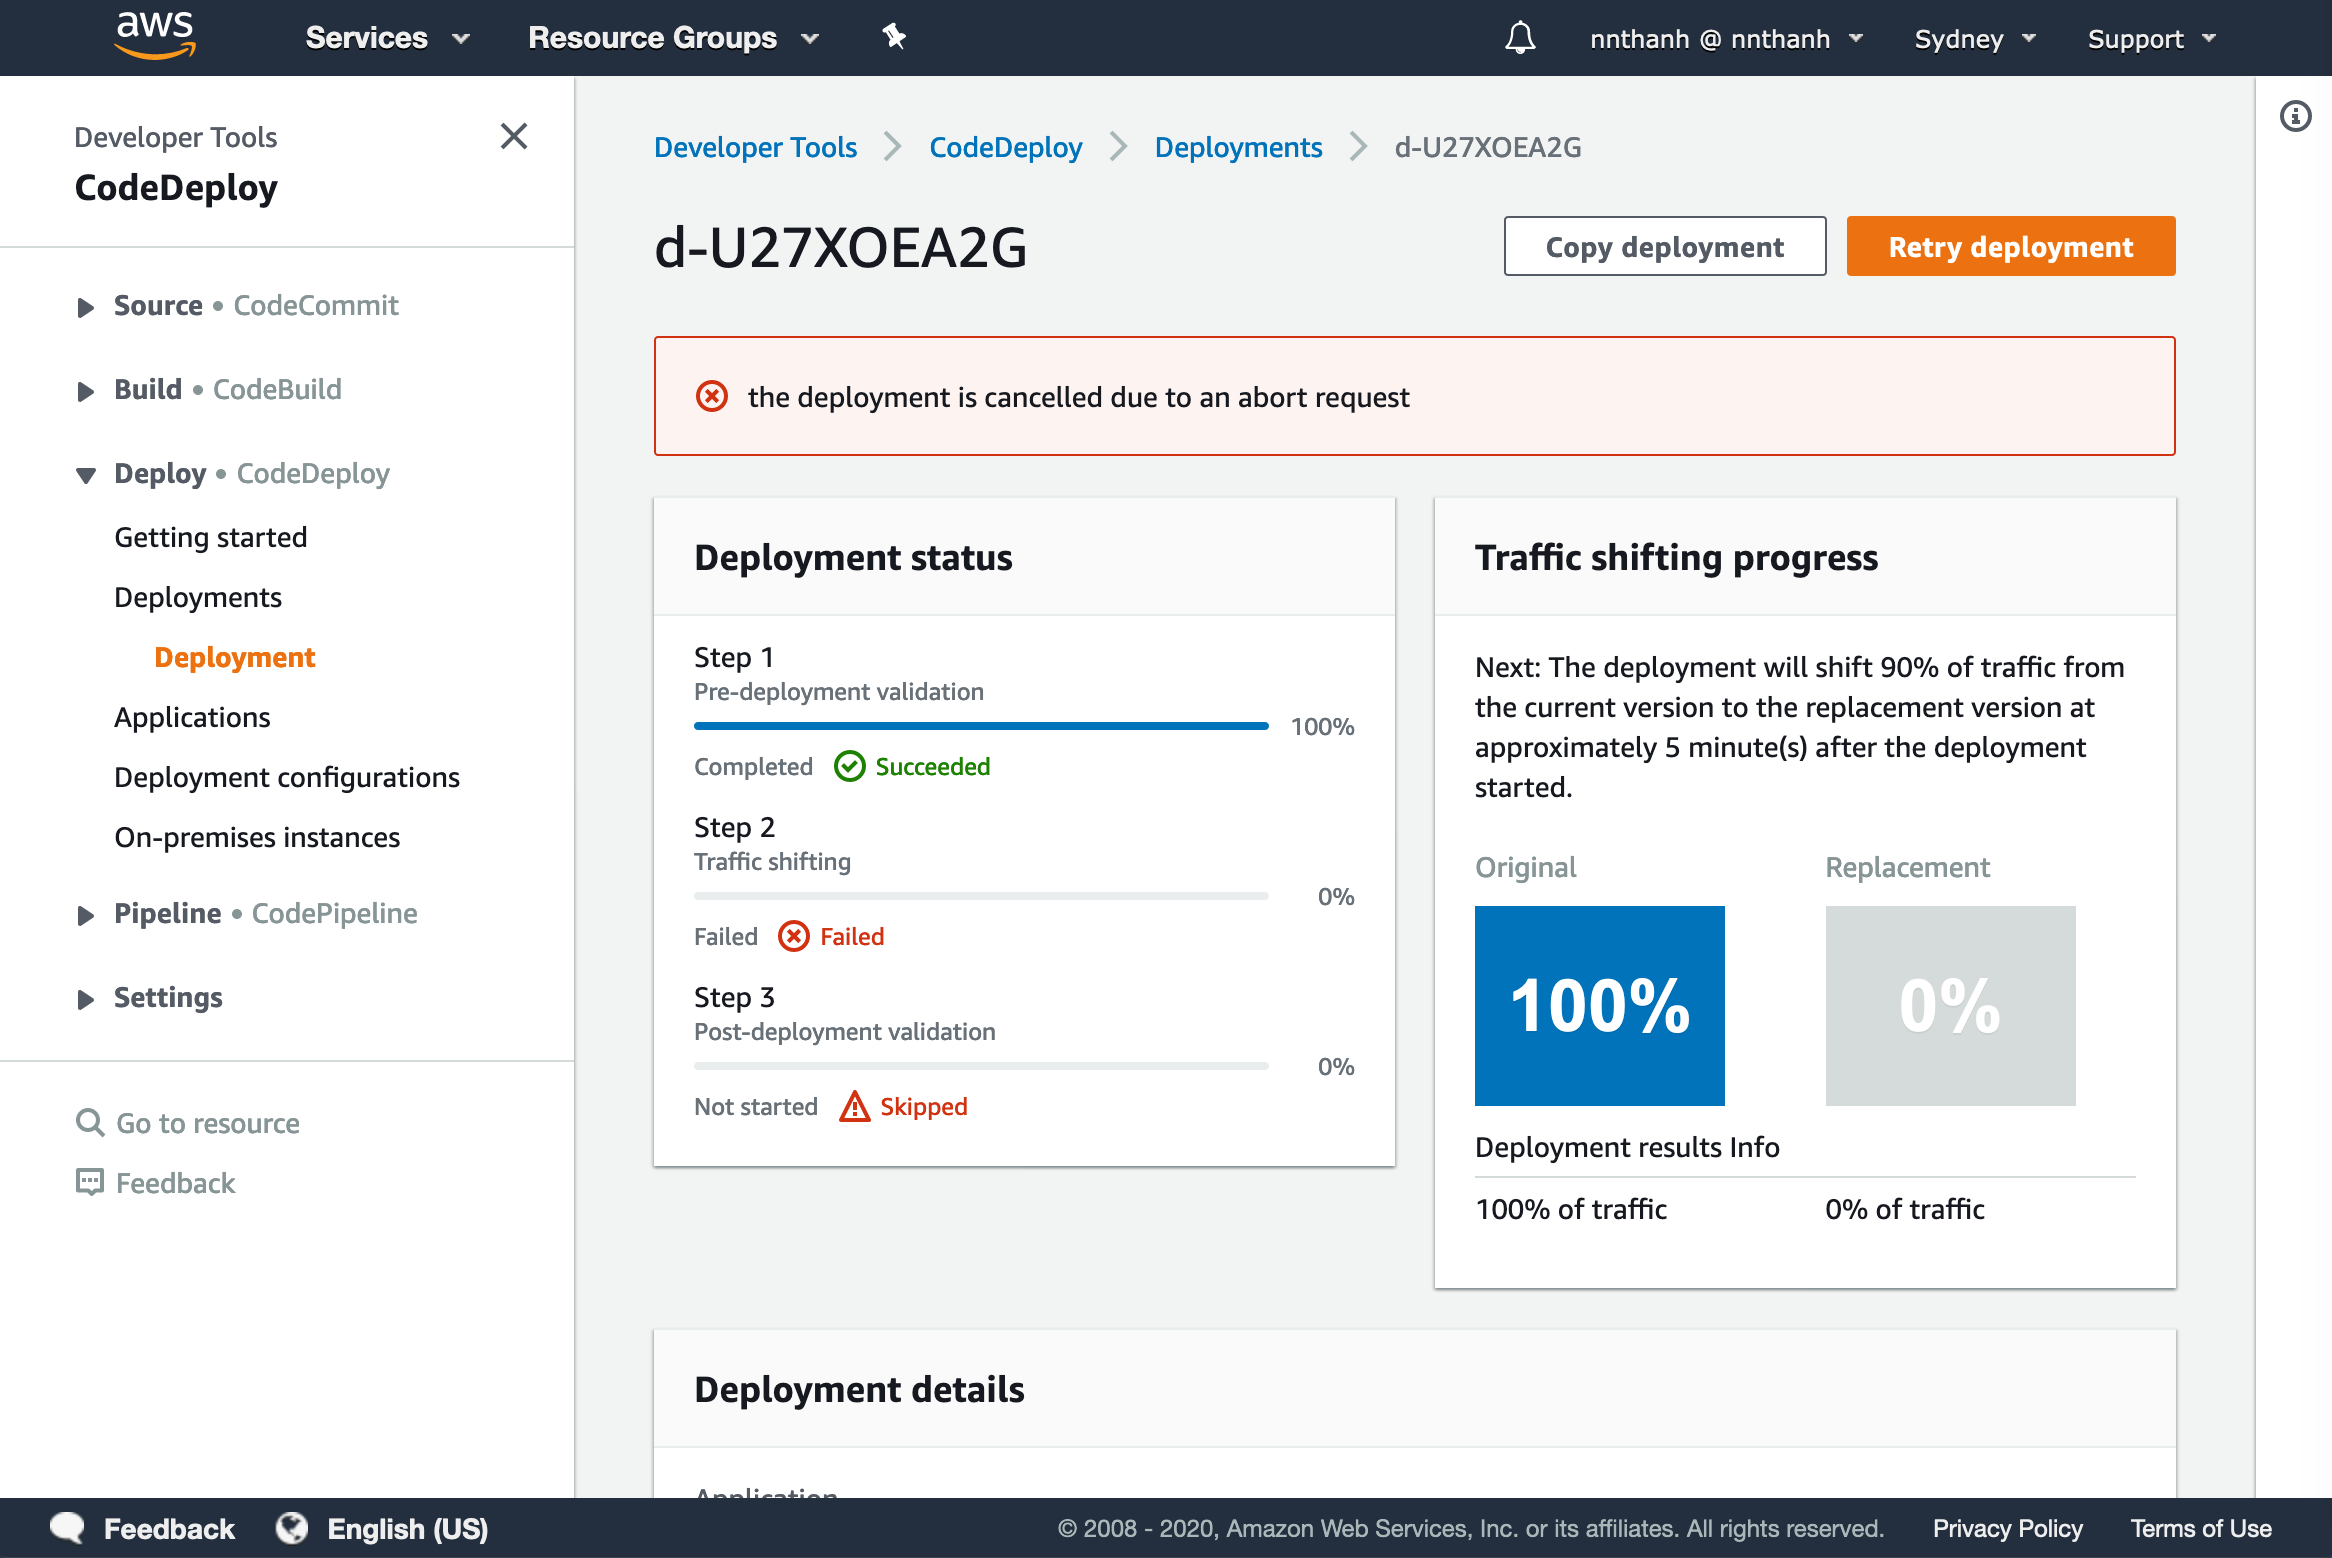 aws Services Resource Groups nnthanh @ nnthanh Sydney Support
Developer Tools
CodeDeploy
Source • CodeCommit
Build • CodeBuild
Deploy • CodeDeploy
Getting started
Deployments
Deployment
Applications
Deployment configurations
On-premises instances
Pipeline • CodePipeline
Settings
Go to resource
Feedback
Developer Tools CodeDeploy Deployments d-U27XOEA2G
d-U27XOEA2G
Copy deployment Retry deployment
the deployment is cancelled due to an abort request
Deployment status
Step 1
Pre-deployment validation
100%
Completed Succeeded
Step 2
Traffic shifting
0%
Failed Failed
Step 3
Post-deployment validation
0%
Not started Skipped
Traffic shifting progress
Next: The deployment will shift 90% of traffic from
the current version to the replacement version at
approximately 5 minute(s) after the deployment
started.
Original Replacement
100% 0%
Deployment results Info
100% of traffic 0% of traffic
Deployment details
Application
Feedback English (US) © 2008 - 2020, Amazon Web Services, Inc. or its affiliates. All rights reserved. Privacy Policy Terms of Use